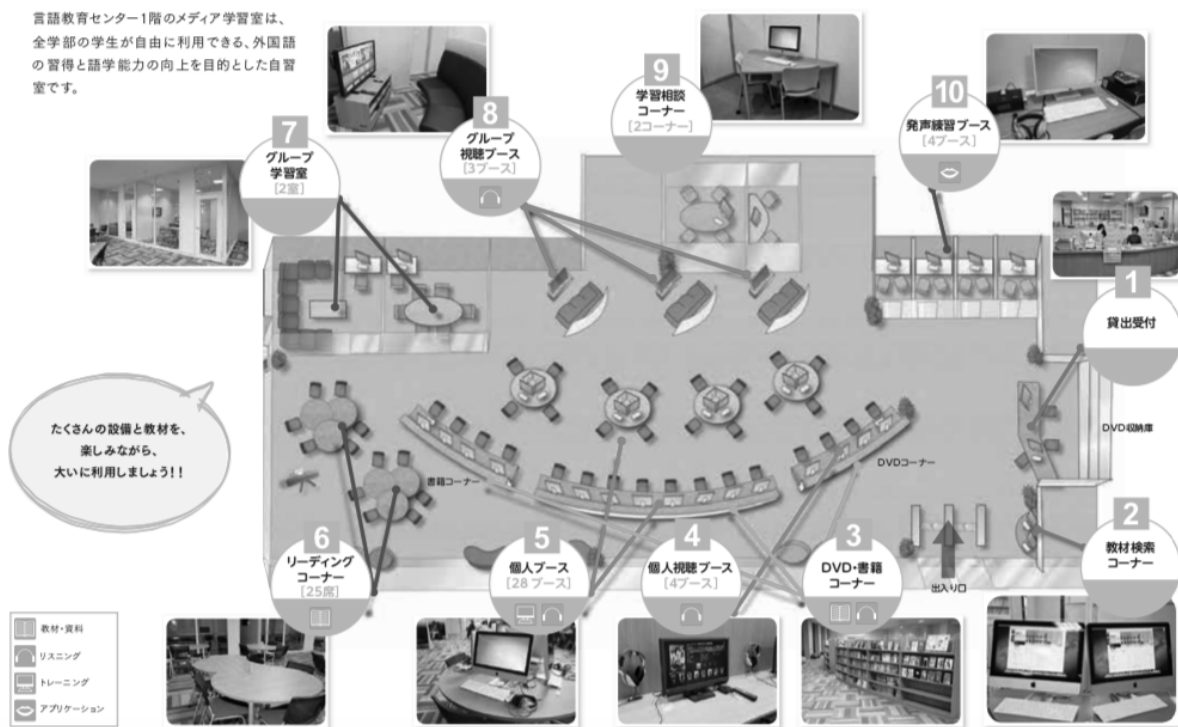 言語教育センター1階のメディア学習室は、
全学部の学生が自由に利用できる、外国語
の習得と語学能力の向上を目的とした自習
室です。
7
グループ
学習室
[2室]
8
グループ
視聴ブース
[3ブース]
9
学習相談
コーナー
[2コーナー]
10
発声練習ブース
[4ブース]
1
貸出受付
DVD収納庫
たくさんの設備と教材を、
楽しみながら、
大いに利用しましょう!!
書籍コーナー
DVDコーナー
6
リーディング
コーナー
[25席]
5
個人ブース
[28ブース]
4
個人視聴ブース
[4ブース]
3
DVD・書籍
コーナー
出入り口
2
教材検索
コーナー
教材・資料
リスニング
トレーニング
アプリケーション